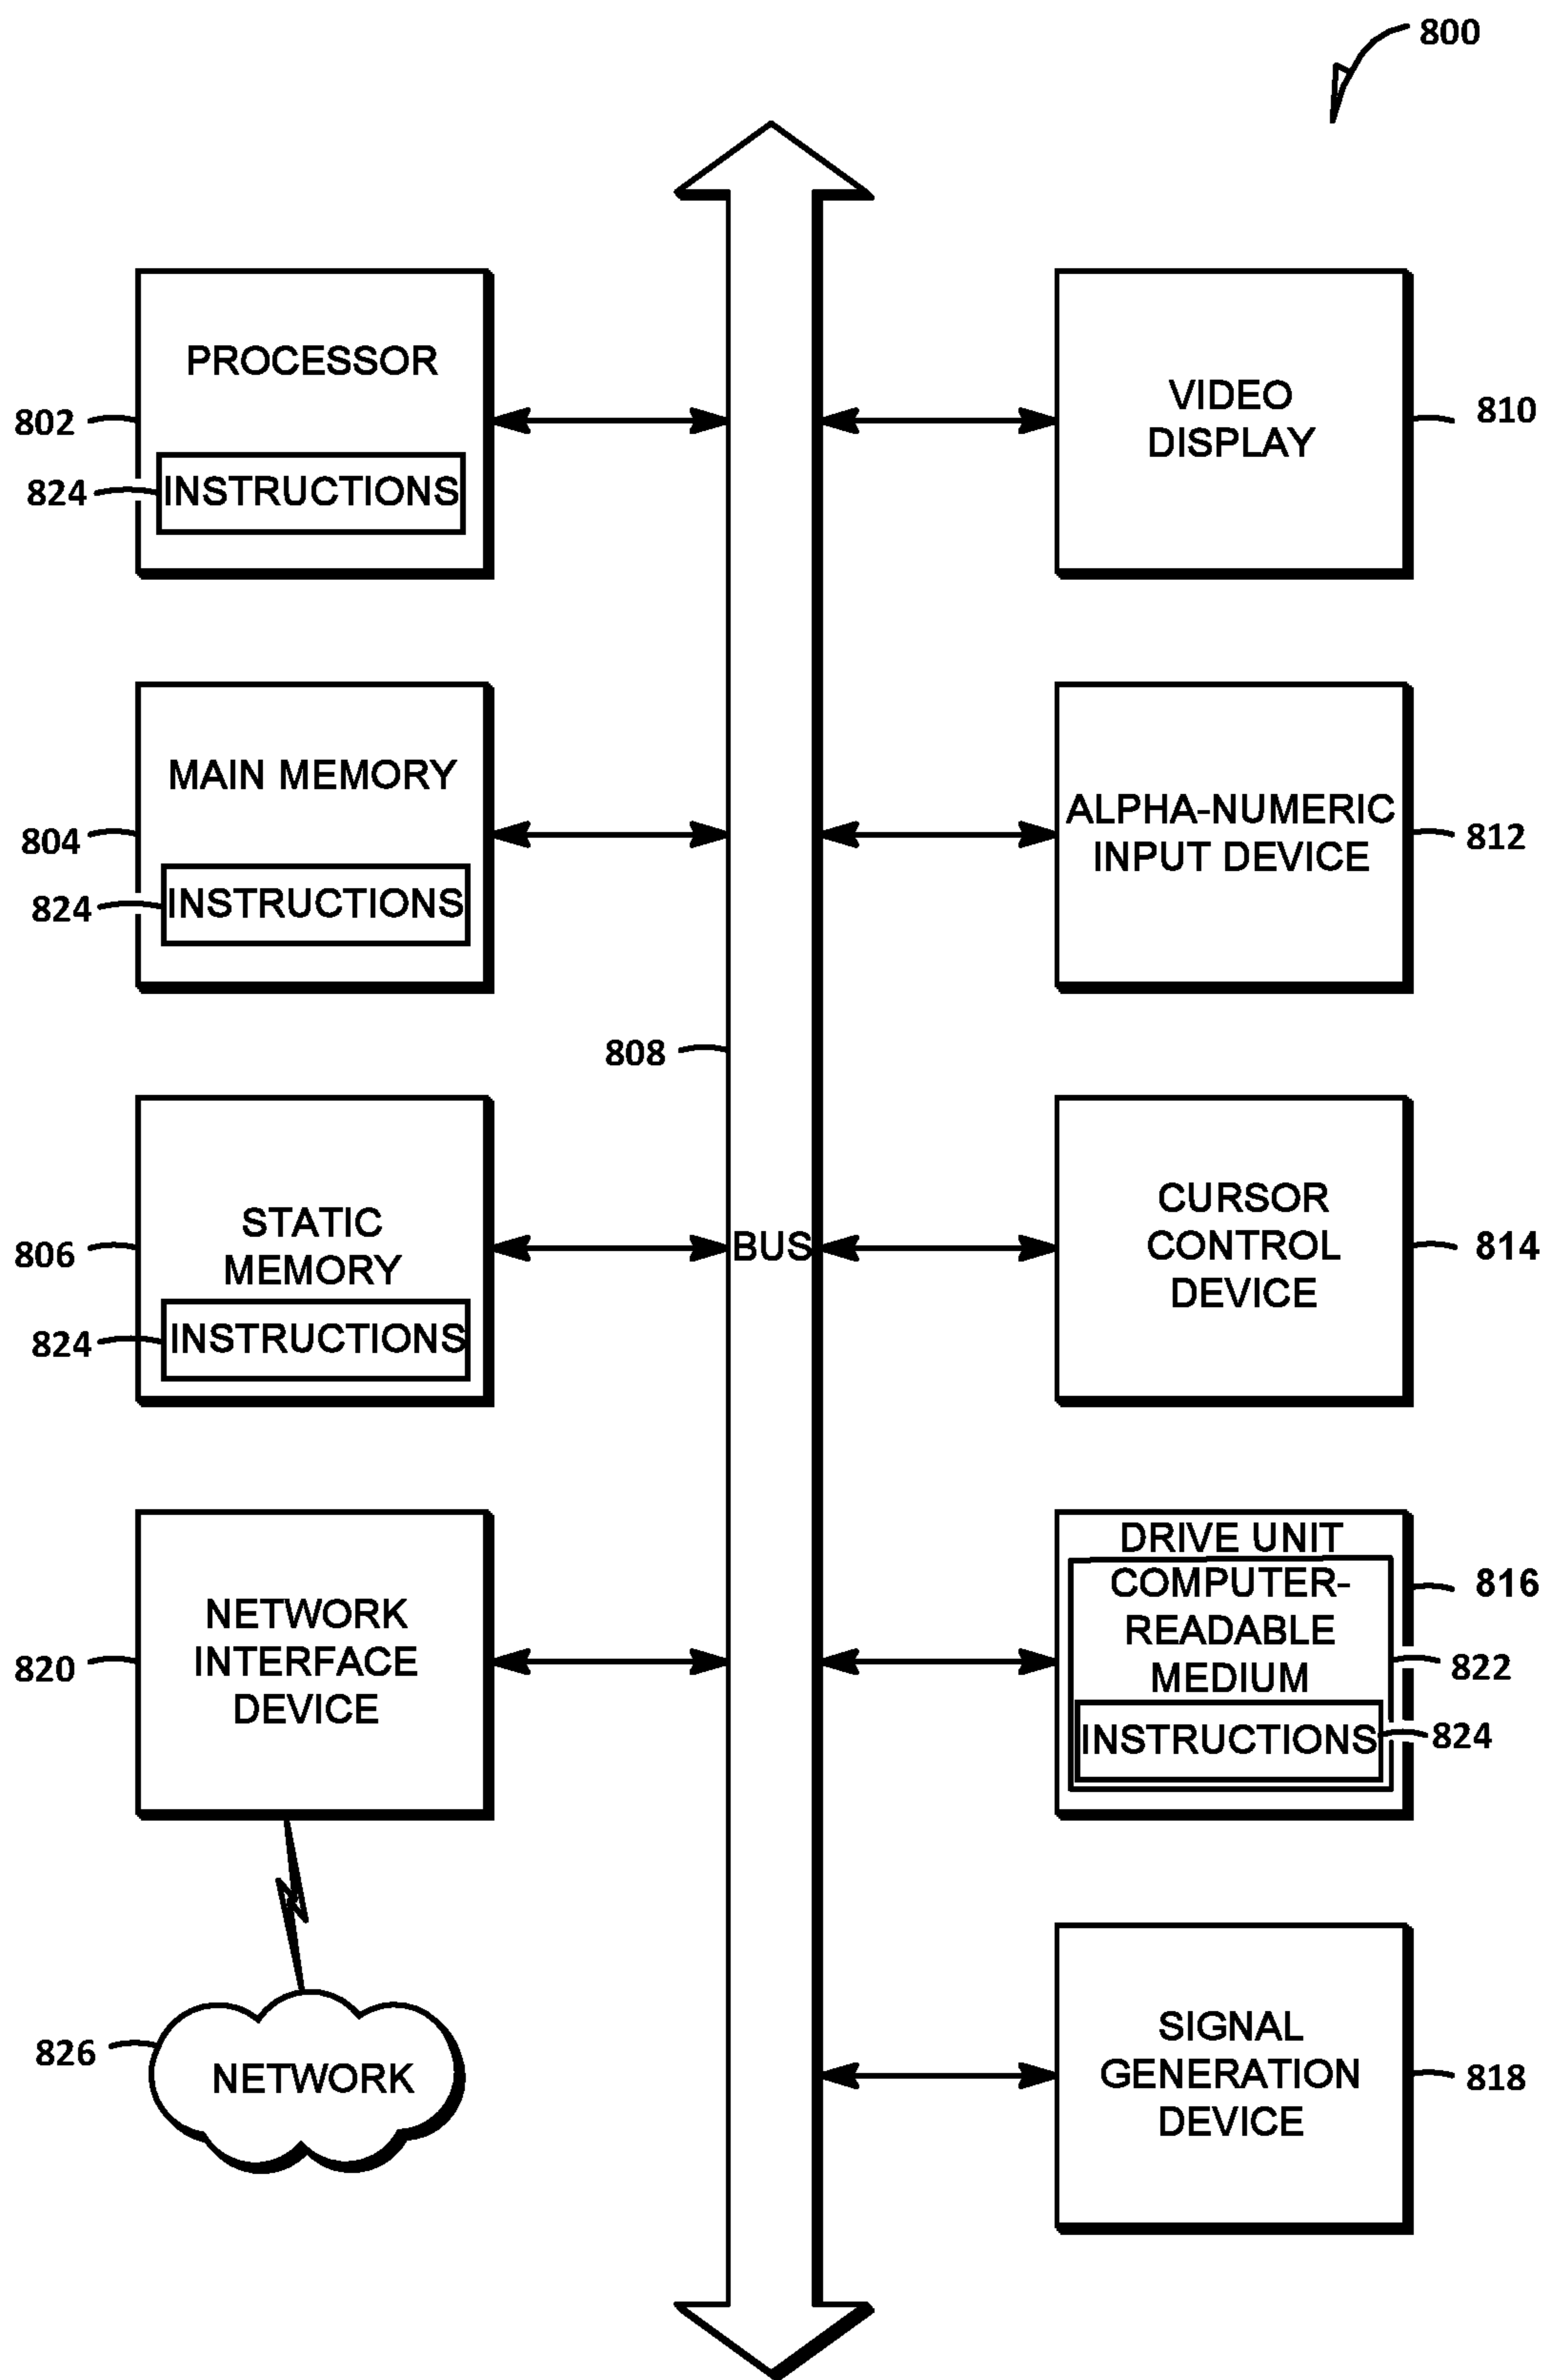 800
PROCESSOR
802
824
INSTRUCTIONS
VIDEO
DISPLAY
810
MAIN MEMORY
804
824
INSTRUCTIONS
ALPHA-NUMERIC
INPUT DEVICE
812
808
STATIC
MEMORY
806
824
INSTRUCTIONS
BUS
CURSOR
CONTROL
DEVICE
814
NETWORK
INTERFACE
DEVICE
820
DRIVE UNIT
COMPUTER-
READABLE
MEDIUM
INSTRUCTIONS
816
822
824
826
NETWORK
SIGNAL
GENERATION
DEVICE
818